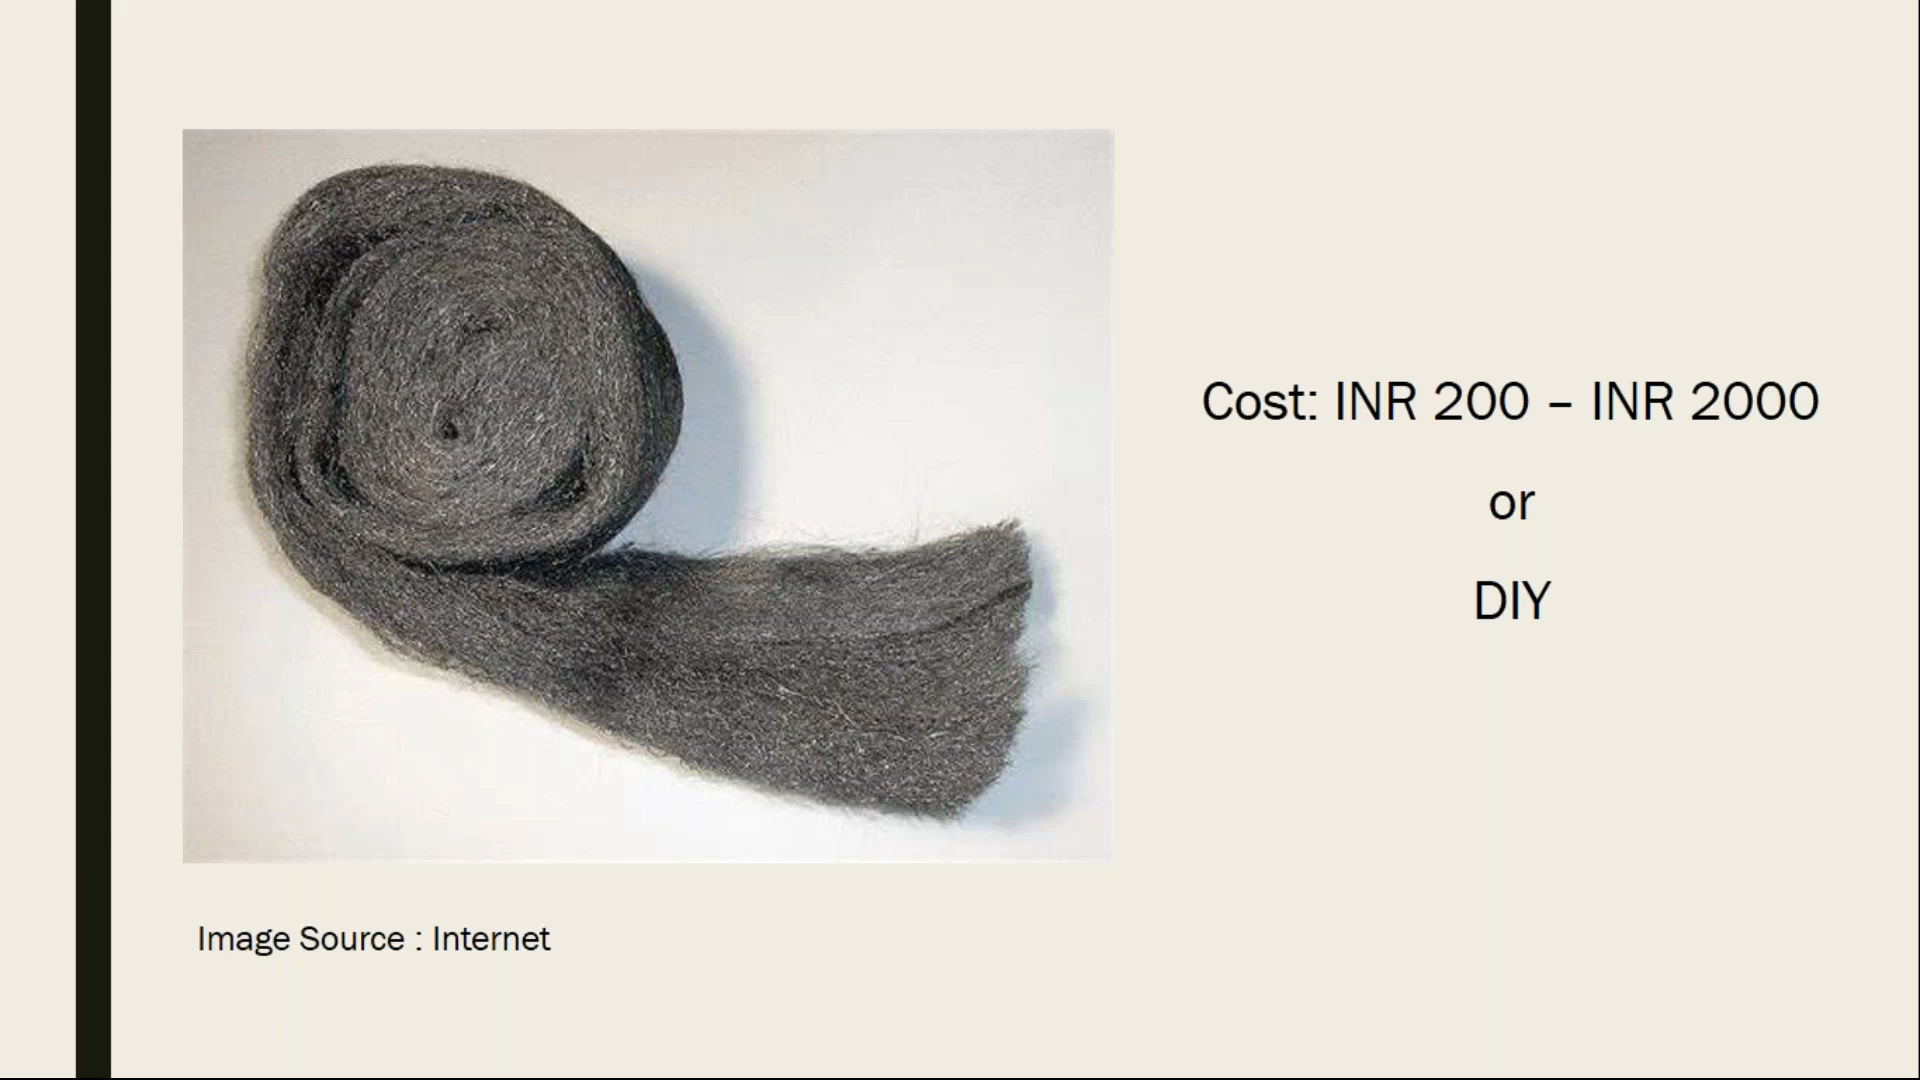 Cost: INR 200 – INR 2000
or
DIY
Image Source : Internet